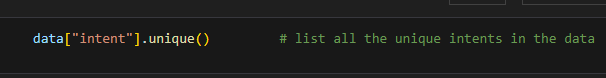 data["intent"].unique()        # list all the unique intents in the data